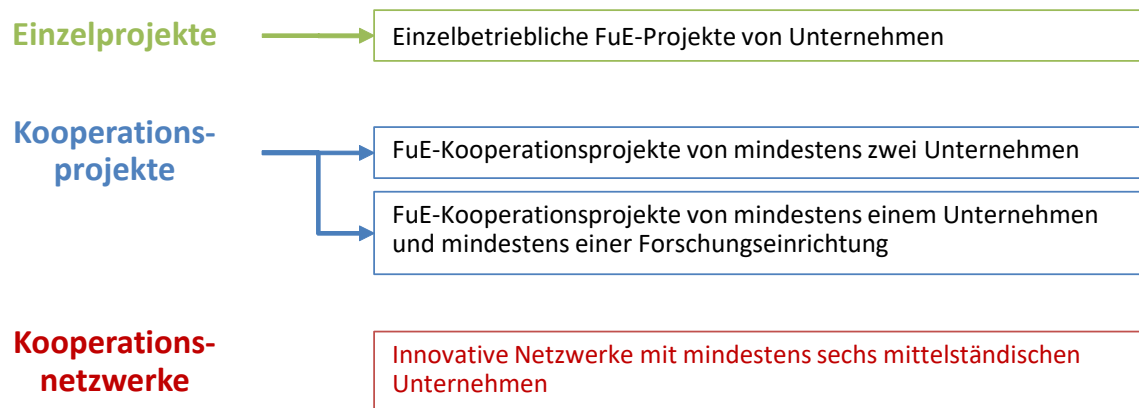 Einzelprojekte
Einzelbetriebliche FuE-Projekte von Unternehmen
Kooperations-
projekte
FuE-Kooperationsprojekte von mindestens zwei Unternehmen
FuE-Kooperationsprojekte von mindestens einem Unternehmen
und mindestens einer Forschungseinrichtung
Kooperations-
netzwerke
Innovative Netzwerke mit mindestens sechs mittelständischen
Unternehmen